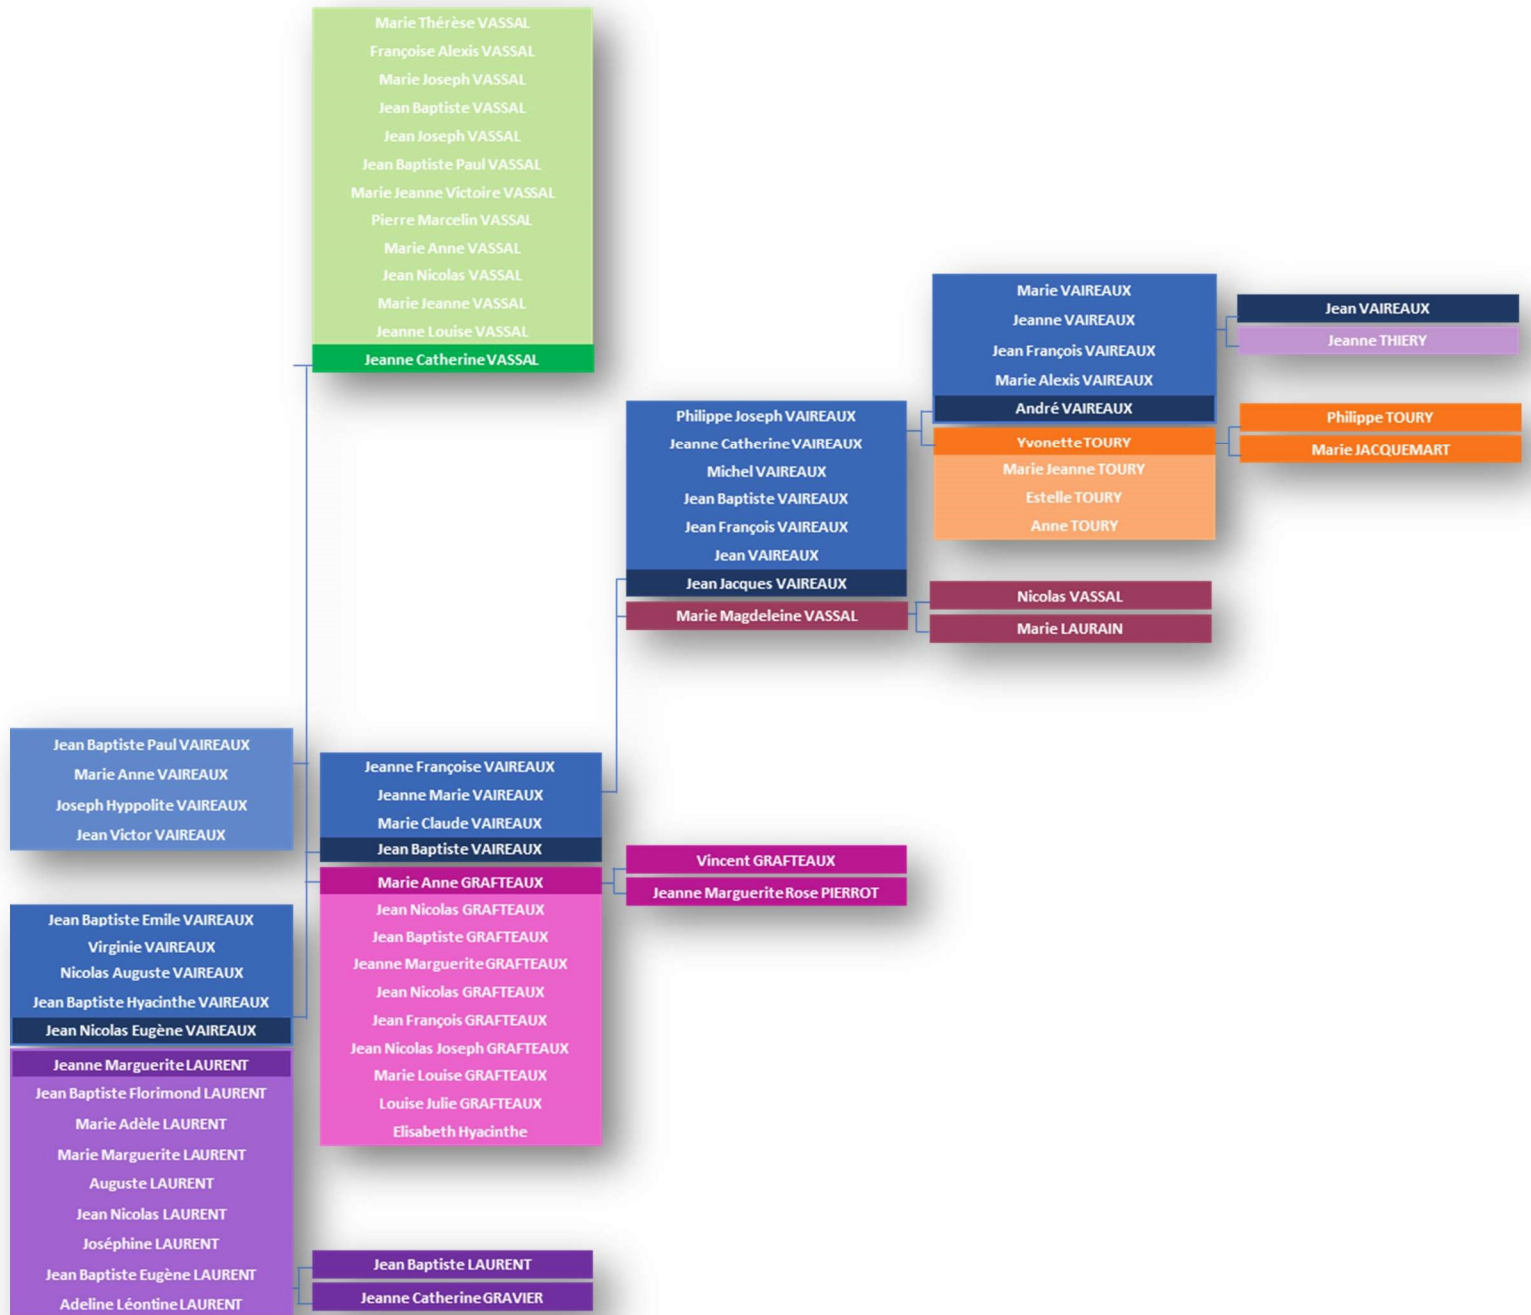 Marie Thérèse VASSAL
Françoise Alexis VASSAL
Marie Joseph VASSAL
Jean Baptiste VASSAL
Jean Joseph VASSAL
Jean Baptiste Paul VASSAL
Marie Jeanne Victoire VASSAL
Pierre Marcelin VASSAL
Marie Anne VASSAL
Jean Nicolas VASSAL
Marie Jeanne VASSAL
Jeanne Louise VASSAL
Jeanne Catherine VASSAL
Marie VAIREAUX
Jeanne VAIREAUX
Jean François VAIREAUX
Marie Alexis VAIREAUX
André VAIREAUX
Yvonette TOURY
Marie Jeanne TOURY
Estelle TOURY
Anne TOURY
Jean VAIREAUX
Jeanne THIERY
Philippe TOURY
Marie JACQUEMART
Philippe Joseph VAIREAUX
Jeanne Catherine VAIREAUX
Michel VAIREAUX
Jean Baptiste VAIREAUX
Jean François VAIREAUX
Jean VAIREAUX
Jean Jacques VAIREAUX
Marie Magdeleine VASSAL
Nicolas VASSAL
Marie LAURAIN
Jean Baptiste Paul VAIREAUX
Marie Anne VAIREAUX
Joseph Hyppolite VAIREAUX
Jean Victor VAIREAUX
Jeanne Françoise VAIREAUX
Jeanne Marie VAIREAUX
Marie Claude VAIREAUX
Jean Baptiste VAIREAUX
Marie Anne GRAFTEAUX
Jean Nicolas GRAFTEAUX
Jean Baptiste GRAFTEAUX
Jeanne Marguerite GRAFTEAUX
Jean Nicolas GRAFTEAUX
Jean François GRAFTEAUX
Jean Nicolas Joseph GRAFTEAUX
Marie Louise GRAFTEAUX
Louise Julie GRAFTEAUX
Elisabeth Hyacinthe
Vincent GRAFTEAUX
Jeanne Marguerite Rose PIERROT
Jean Baptiste Emile VAIREAUX
Virginie VAIREAUX
Nicolas Auguste VAIREAUX
Jean Baptiste Hyacinthe VAIREAUX
Jean Nicolas Eugène VAIREAUX
Jeanne Marguerite LAURENT
Jean Baptiste Florimond LAURENT
Marie Adèle LAURENT
Marie Marguerite LAURENT
Auguste LAURENT
Jean Nicolas LAURENT
Joséphine LAURENT
Jean Baptiste Eugène LAURENT
Adeline Léontine LAURENT
Jean Baptiste LAURENT
Jeanne Catherine GRAVIER